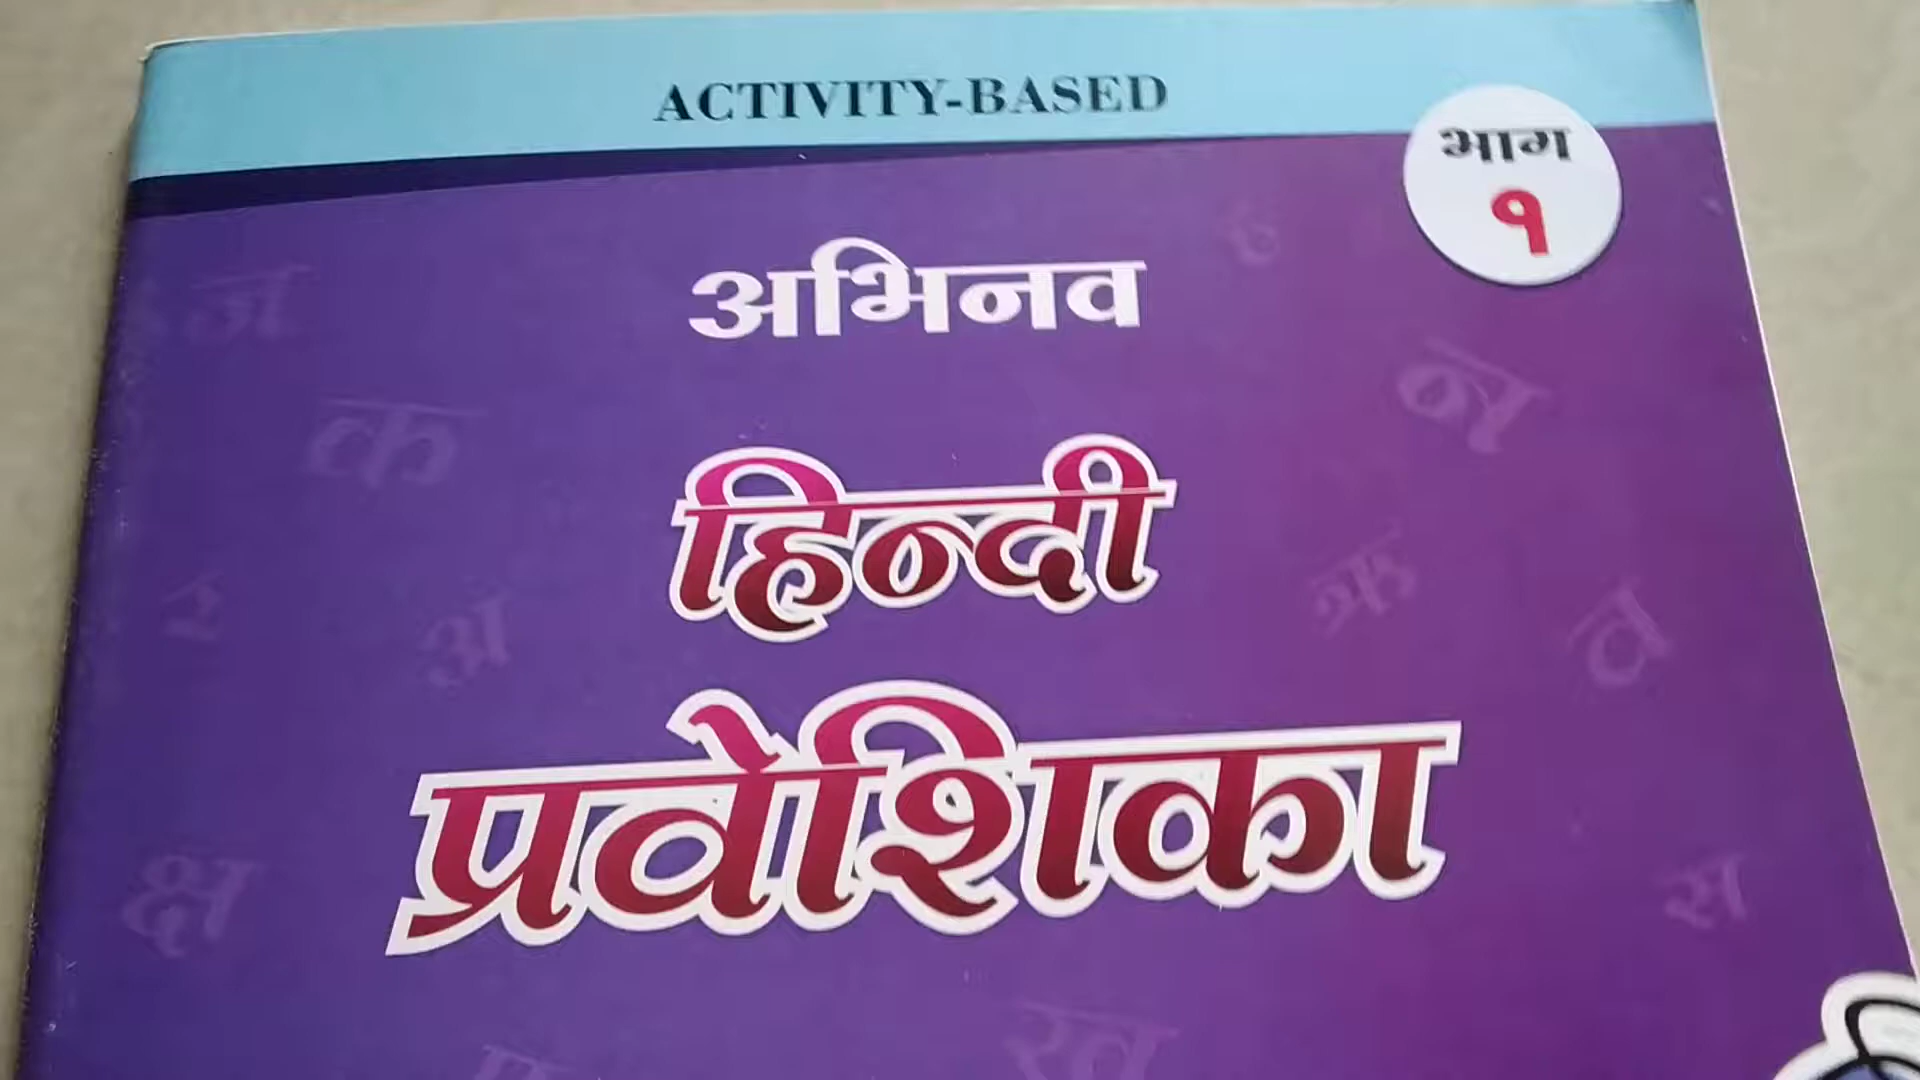 ACTIVITY-BASED
भाग
१
अभिनव
हिन्दी
प्रवेशिका